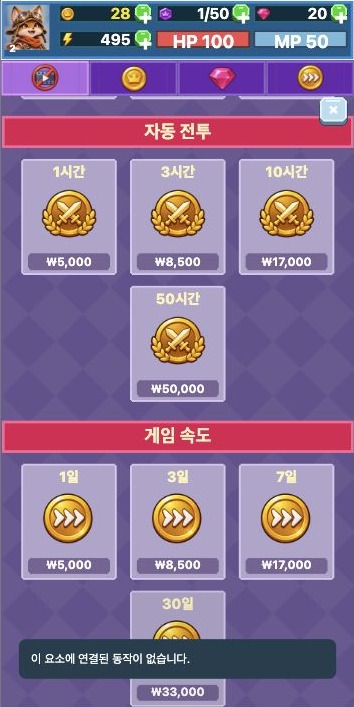 28 1/50 20
2 495 HP 100 MP 50
자동 전투
1시간 3시간 10시간
₩5,000 ₩8,500 ₩17,000
50시간
₩50,000
게임 속도
1일 3일 7일
₩5,000 ₩8,500 ₩17,000
30일
이 요소에 연결된 동작이 없습니다.
₩33,000